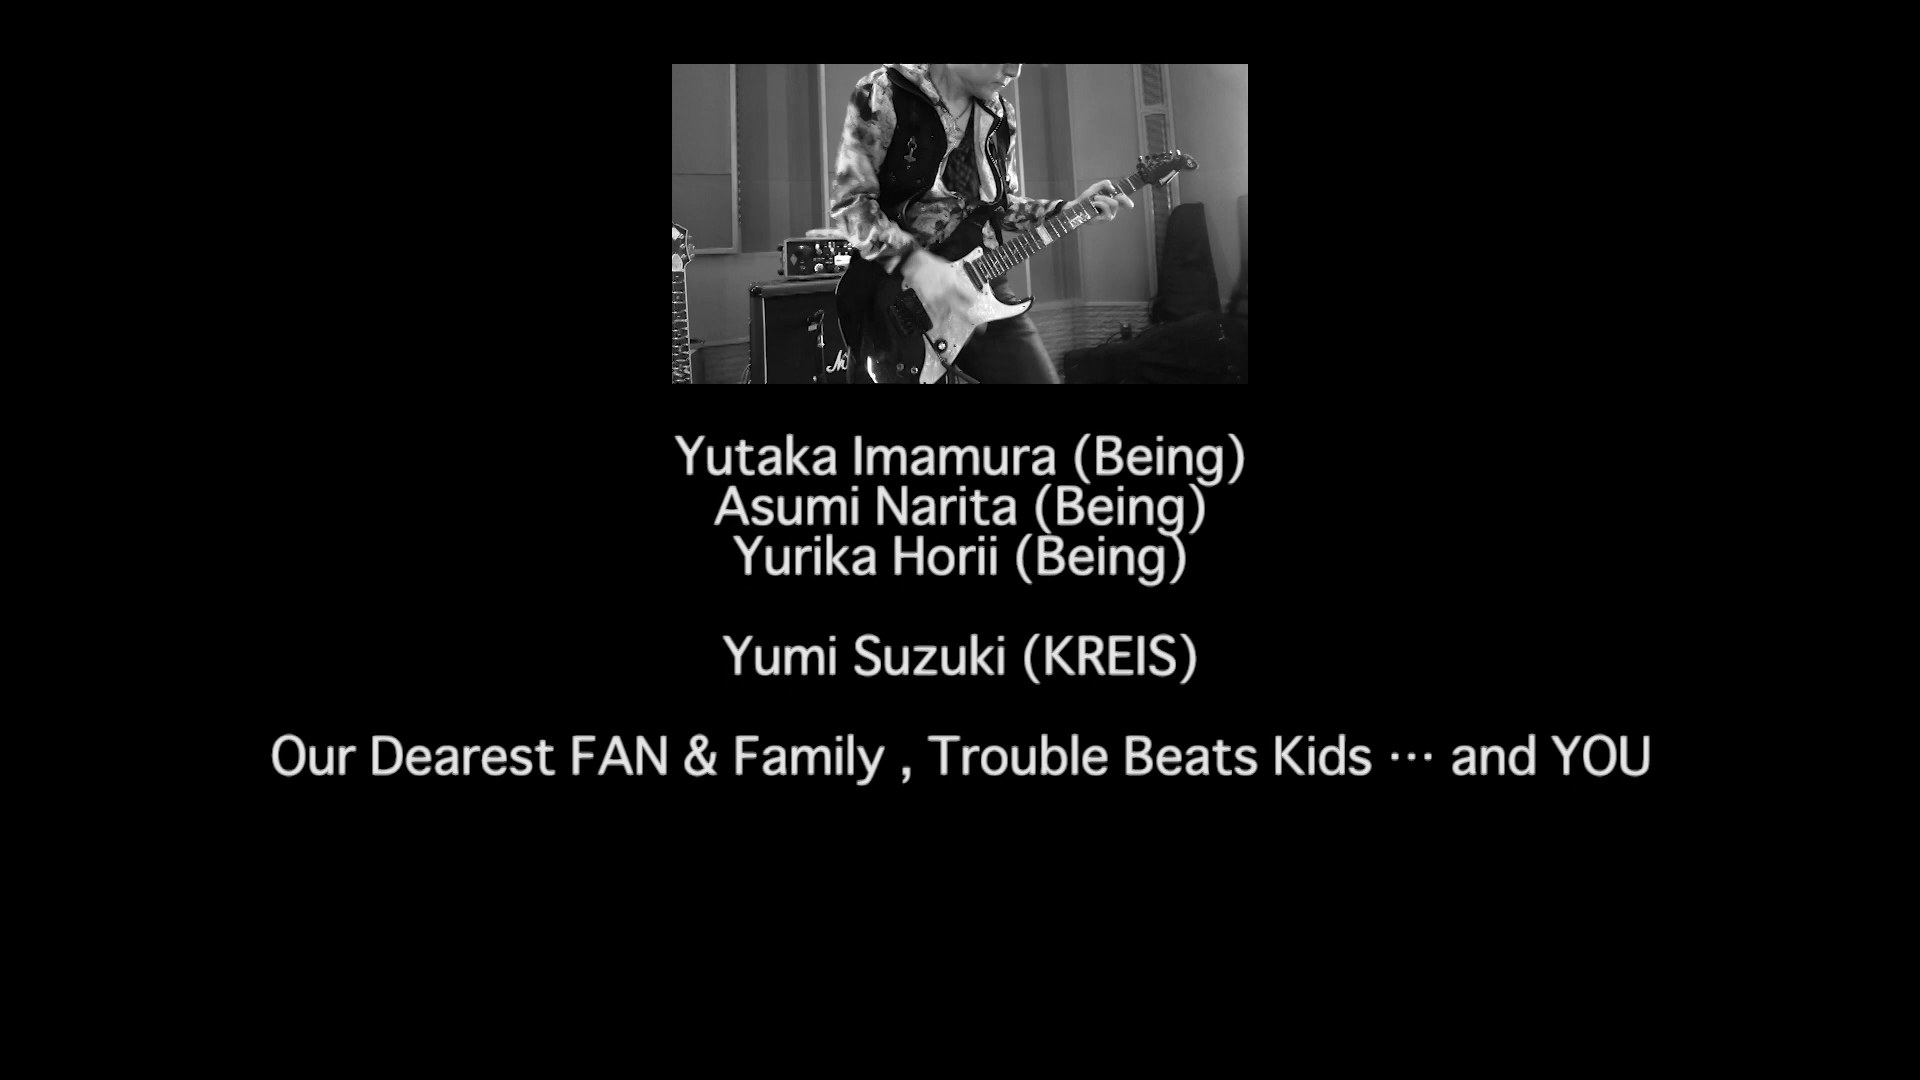 Yutaka Imamura (Being)
Asumi Narita (Being)
Yurika Horii (Being)
Yumi Suzuki (KREIS)
Our Dearest FAN & Family , Trouble Beats Kids … and YOU